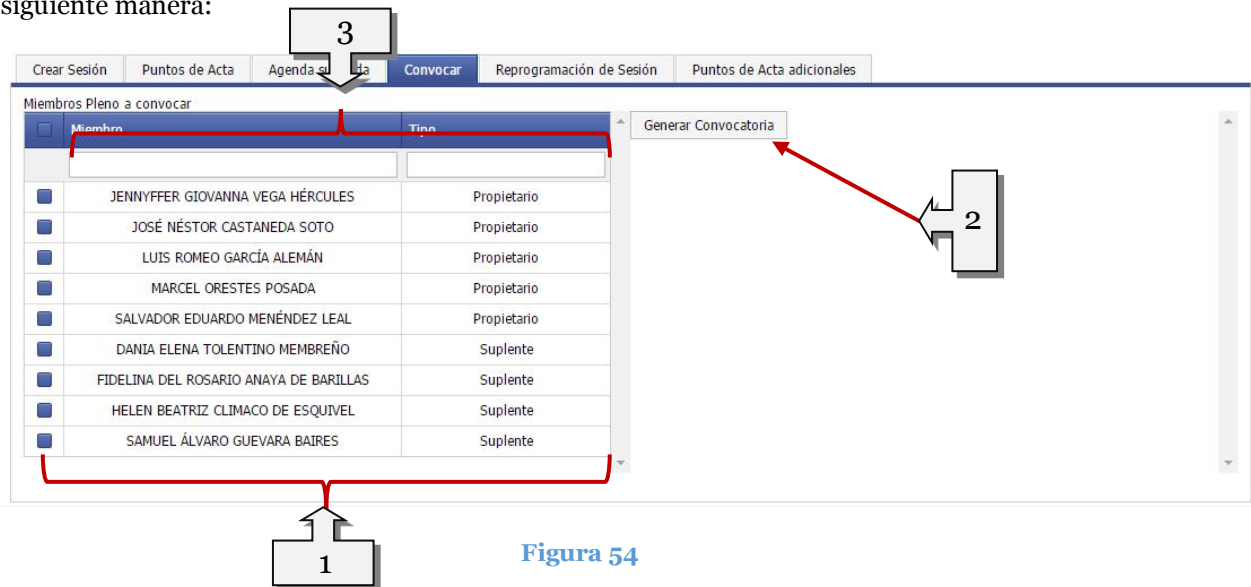 siguiente manera:
3
Crear Sesión Puntos de Acta Agenda Convocar Reprogramación de Sesión Puntos de Acta adicionales
Miembros Pleno a convocar
Miembro Tipo Generar Convocatoria
JENNYFFER GIOVANNA VEGA HÉRCULES Propietario
JOSÉ NÉSTOR CASTANEDA SOTO Propietario
2
LUIS ROMEO GARCÍA ALEMÁN Propietario
MARCEL ORESTES POSADA Propietario
SALVADOR EDUARDO MENÉNDEZ LEAL Propietario
DANIA ELENA TOLENTINO MEMBREÑO Suplente
FIDELINA DEL ROSARIO ANAYA DE BARILLAS Suplente
HELEN BEATRIZ CLIMACO DE ESQUIVEL Suplente
SAMUEL ÁLVARO GUEVARA BAIRES Suplente
1
Figura 54